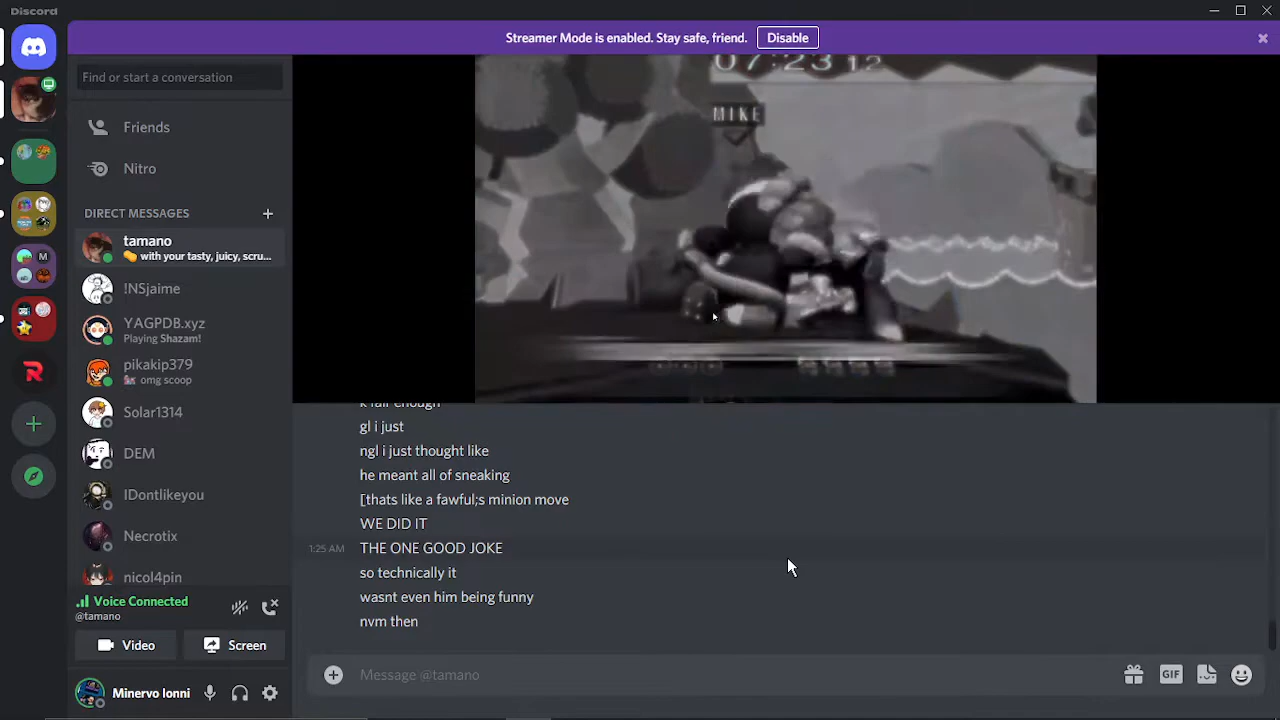 Discord
Streamer Mode is enabled. Stay safe, friend.
Disable
Find or start a conversation
Friends
Nitro
DIRECT MESSAGES
tamano
with your tasty, juicy, scru...
!NSjaime
YAGPDB.xyz
Playing Shazam!
pikakip379
omg scoop
Solar1314
DEM
IDontlikeyou
Necrotix
nicol4pin
Voice Connected
@tamano
Video
Screen
Minervo Ionni
07:23 12
MIKE
k fair enough
gl i just
ngl i just thought like
he meant all of sneaking
[thats like a fawful;s minion move
WE DID IT
1:25 AM THE ONE GOOD JOKE
so technically it
wasnt even him being funny
nvm then
Message @tamano
GIF